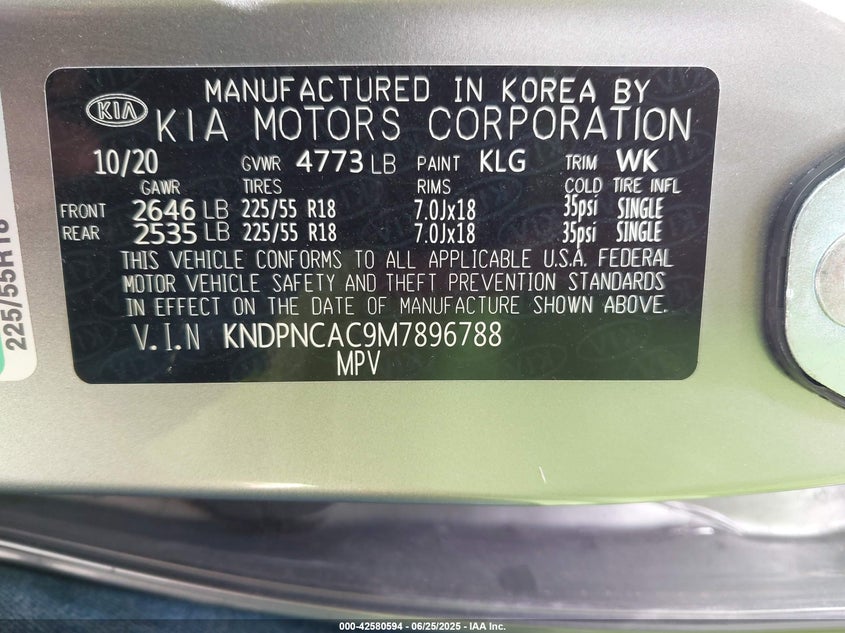 MANUFACTURED IN KOREA BY
KIA KIA MOTORS CORPORATION
10/20 GVWR 4773 LB PAINT KLG TRIM WK
GAWR TIRES RIMS COLD TIRE INFL
FRONT 2646 LB 225/55 R18 7.0Jx18 35psi SINGLE
REAR 2535 LB 225/55 R18 7.0Jx18 35psi SINGLE
THIS VEHICLE CONFORMS TO ALL APPLICABLE U.S.A. FEDERAL
MOTOR VEHICLE SAFETY AND THEFT PREVENTION STANDARDS
IN EFFECT ON THE DATE OF MANUFACTURE SHOWN ABOVE.
V.I.N KNDPNCAC9M7896788
MPV
225/55R18
000-42580594 - 06/25/2025 - IAA Inc.